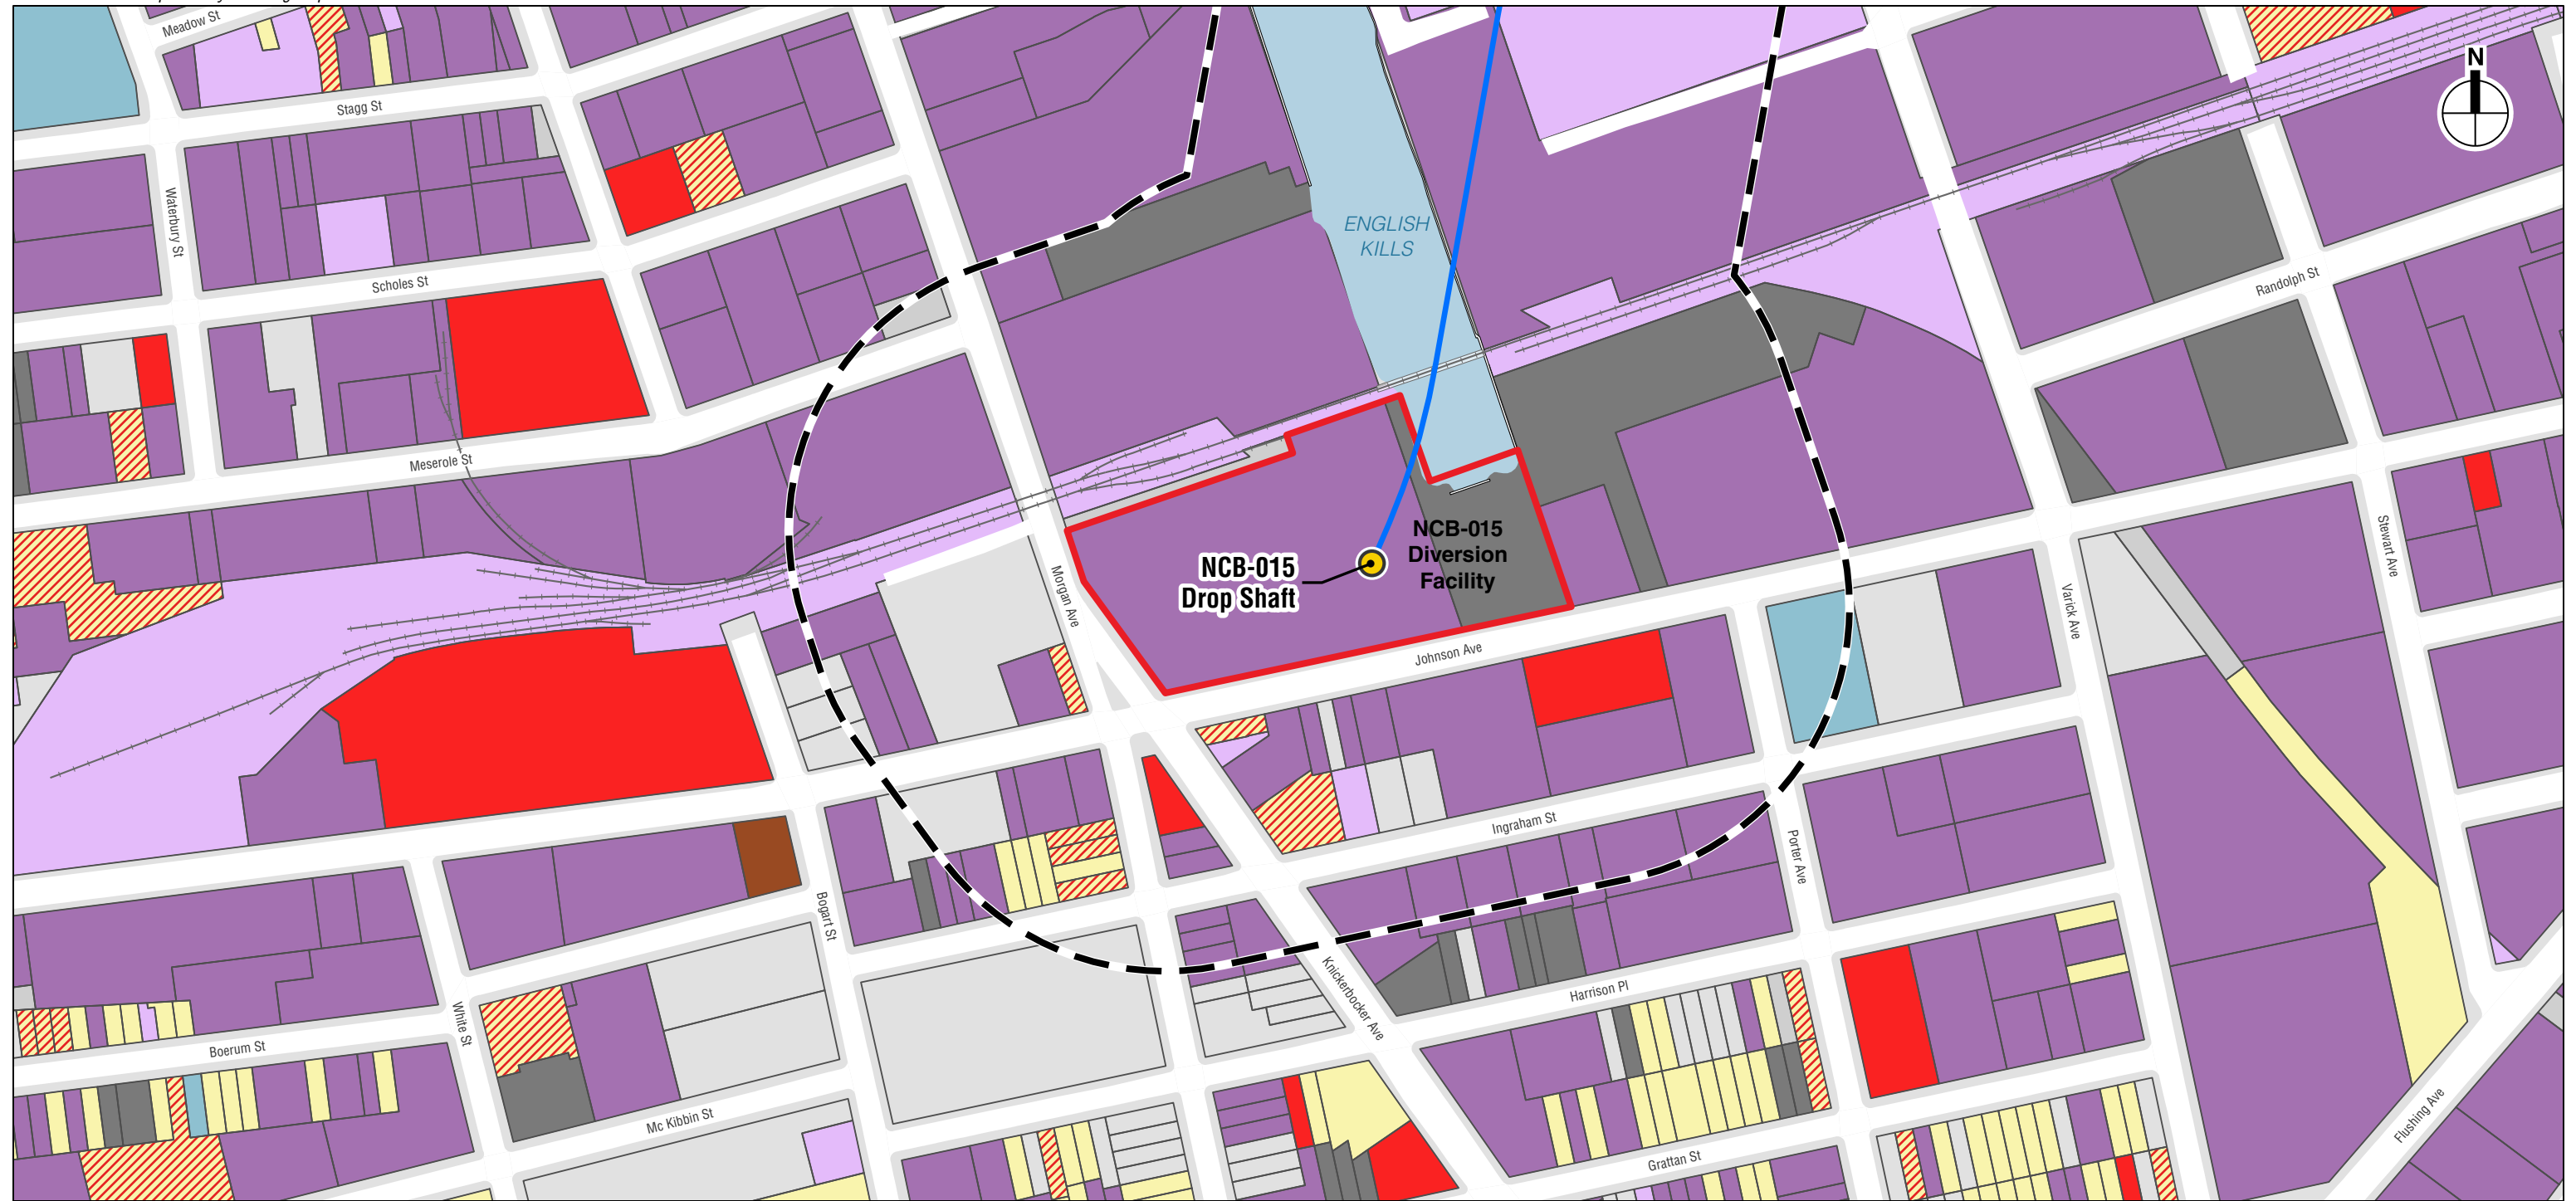 Meadow St
N
Stagg St
Waterbury St
ENGLISH
KILLS
Scholes St
Randolph St
Meserole St
Stewart Ave
NCB-015
Diversion
Facility
NCB-015
Drop Shaft
Morgan Ave
Varick Ave
Johnson Ave
Ingraham St
Porter Ave
Bogart St
Knickerbocker Ave
Harrison Pl
White St
Boerum St
Mc Kibbin St
Flushing Ave
Grattan St